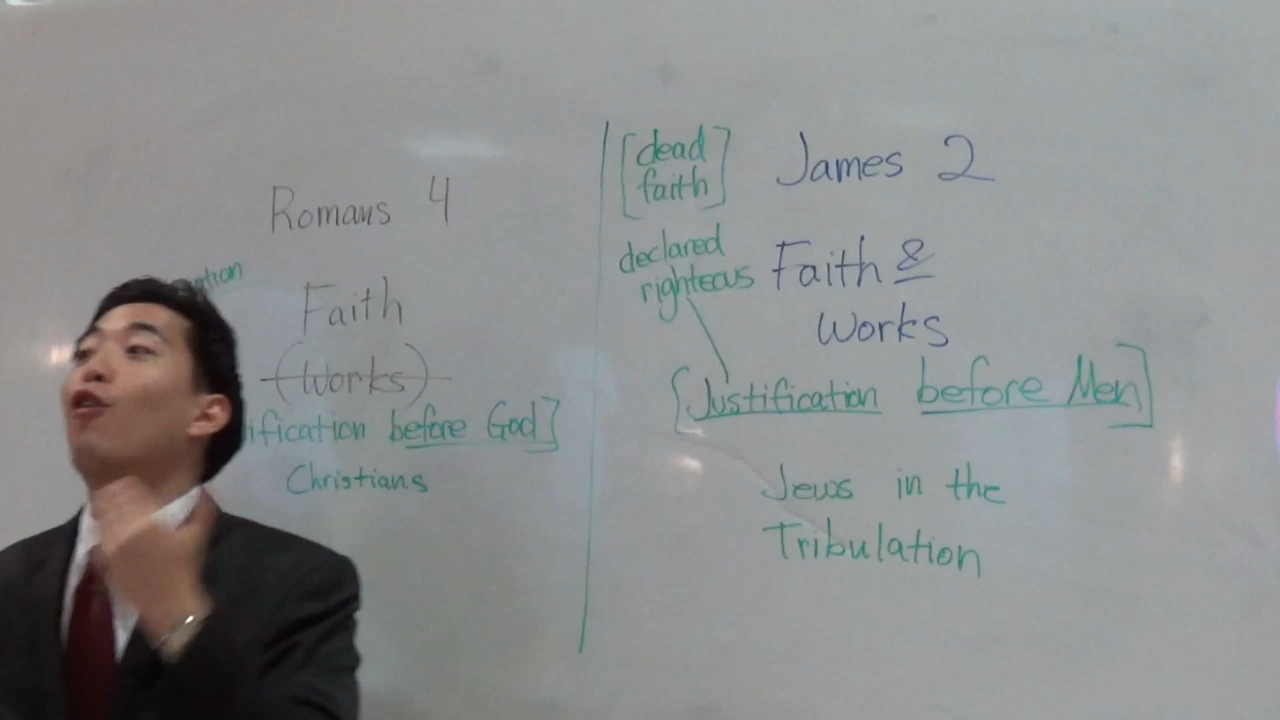 Romans 4
Faith
(Works)
before God]
Christians
[dead
faith]
declared
righteous
James 2
Faith &
Works
[Justification before Men]
Jews in the
Tribulation